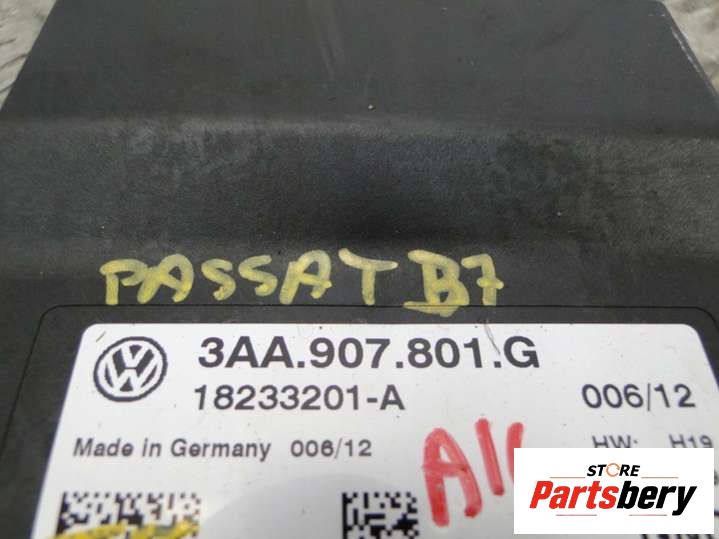 PASSAT B7
3AA.907.801.G
18233201-A 006/12
Made in Germany 006/12
HW: H19
STORE
Partsbery